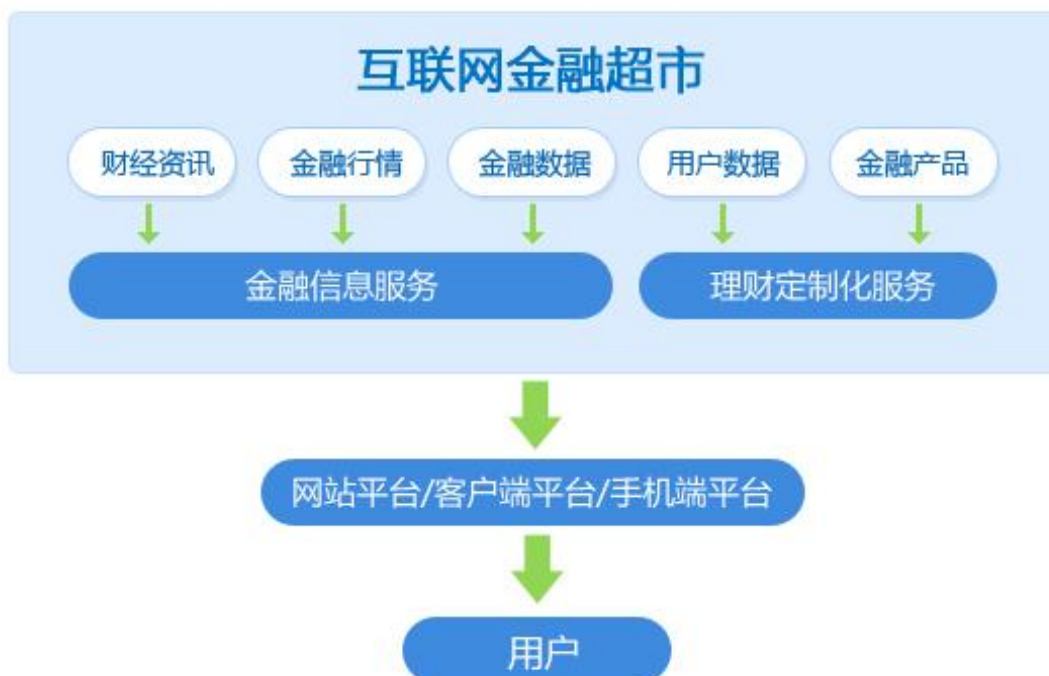 互联网金融超市
财经资讯 金融行情 金融数据 用户数据 金融产品
金融信息服务 理财定制化服务
网站平台/客户端平台/手机端平台
用户